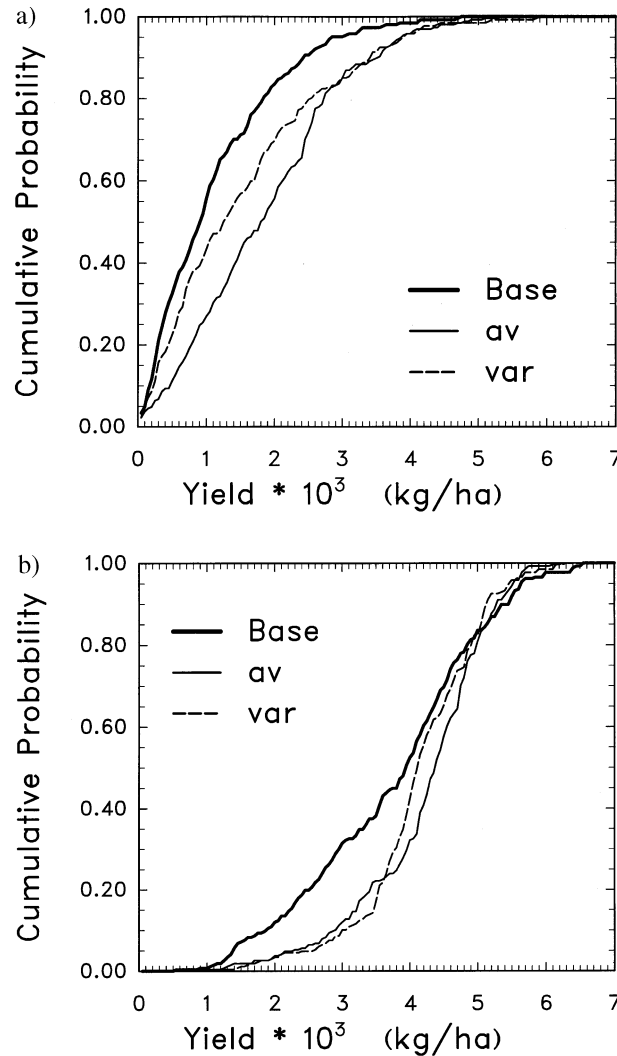 a)
1.00
0.80
0.60
0.40
0.20
0.00
Cumulative Probability
Base
av
var
0 1 2 3 4 5 6 7
Yield * 10³ (kg/ha)
b)
1.00
0.80
0.60
0.40
0.20
0.00
Cumulative Probability
Base
av
var
0 1 2 3 4 5 6 7
Yield * 10³ (kg/ha)